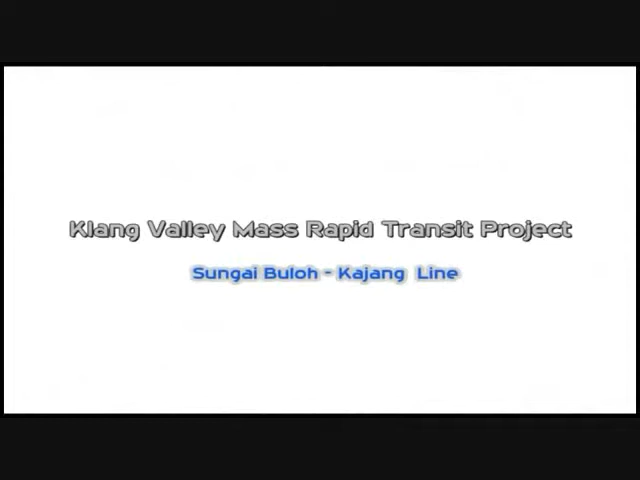 Klang Valley Mass Rapid Transit Project
Sungai Buloh - Kajang Line